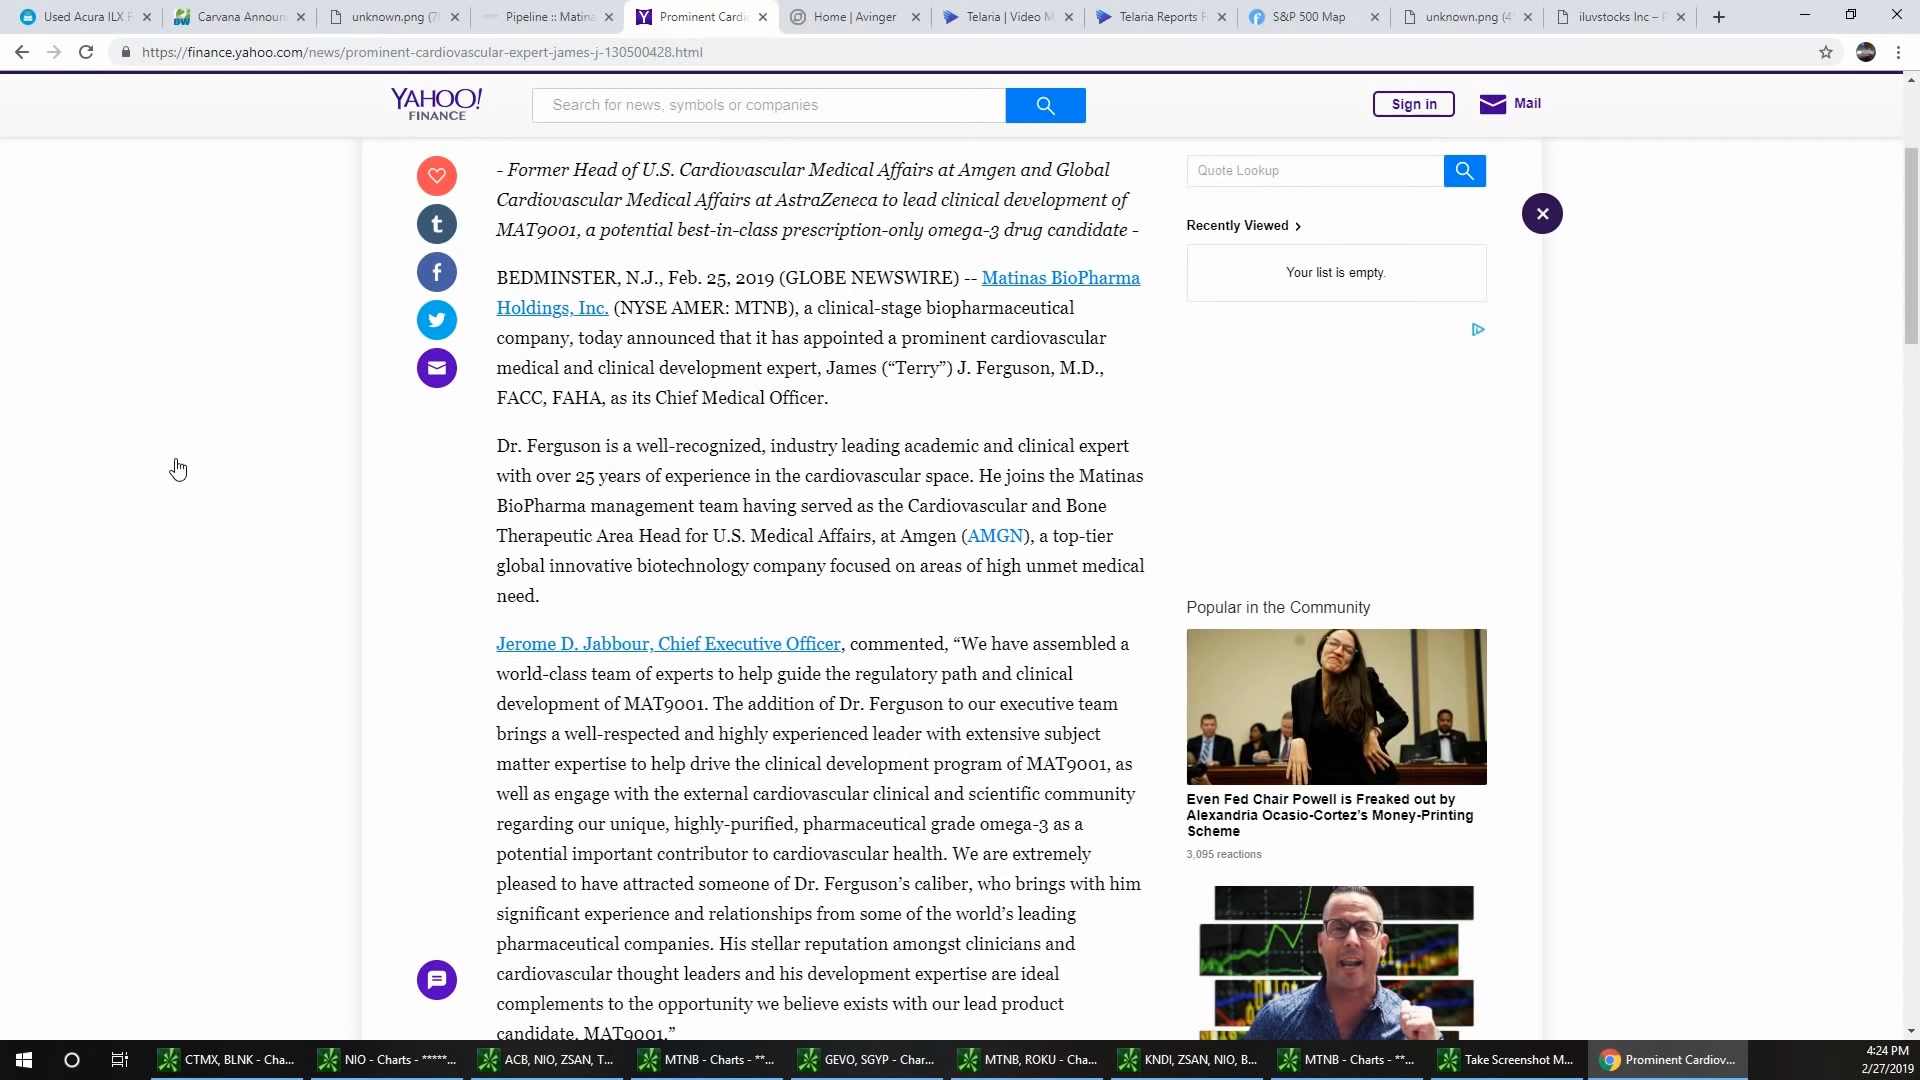 Used Acura ILX F
Carvana Announ
unknown.png (7
Pipeline :: Matina
Prominent Cardio
Home | Avinger
Telaria | Video M
Telaria Reports F
S&P 500 Map
unknown.png (4
iluvstocks Inc –
https://finance.yahoo.com/news/prominent-cardiovascular-expert-james-j-130500428.html
YAHOO!
FINANCE
Search for news, symbols or companies
Sign in
Mail
- Former Head of U.S. Cardiovascular Medical Affairs at Amgen and Global
Cardiovascular Medical Affairs at AstraZeneca to lead clinical development of
MAT9001, a potential best-in-class prescription-only omega-3 drug candidate -
BEDMINSTER, N.J., Feb. 25, 2019 (GLOBE NEWSWIRE) -- Matinas BioPharma
Holdings, Inc. (NYSE AMER: MTNB), a clinical-stage biopharmaceutical
company, today announced that it has appointed a prominent cardiovascular
medical and clinical development expert, James (“Terry”) J. Ferguson, M.D.,
FACC, FAHA, as its Chief Medical Officer.
Dr. Ferguson is a well-recognized, industry leading academic and clinical expert
with over 25 years of experience in the cardiovascular space. He joins the Matinas
BioPharma management team having served as the Cardiovascular and Bone
Therapeutic Area Head for U.S. Medical Affairs, at Amgen (AMGN), a top-tier
global innovative biotechnology company focused on areas of high unmet medical
need.
Jerome D. Jabbour, Chief Executive Officer, commented, “We have assembled a
world-class team of experts to help guide the regulatory path and clinical
development of MAT9001. The addition of Dr. Ferguson to our executive team
brings a well-respected and highly experienced leader with extensive subject
matter expertise to help drive the clinical development program of MAT9001, as
well as engage with the external cardiovascular clinical and scientific community
regarding our unique, highly-purified, pharmaceutical grade omega-3 as a
potential important contributor to cardiovascular health. We are extremely
pleased to have attracted someone of Dr. Ferguson’s caliber, who brings with him
significant experience and relationships from some of the world’s leading
pharmaceutical companies. His stellar reputation amongst clinicians and
cardiovascular thought leaders and his development expertise are ideal
complements to the opportunity we believe exists with our lead product
candidate, MAT9001.”
Quote Lookup
Recently Viewed
Your list is empty.
Popular in the Community
Even Fed Chair Powell is Freaked out by
Alexandria Ocasio-Cortez’s Money-Printing
Scheme
3,095 reactions
CTMX, BLNK - Cha...
NIO - Charts - *****...
ACB, NIO, ZSAN, T...
MTNB - Charts - **...
GEVO, SGYP - Char...
MTNB, ROKU - Cha...
KNDI, ZSAN, NIO, B...
MTNB - Charts - **...
Take Screenshot M...
Prominent Cardiov...
4:24 PM
2/27/2019